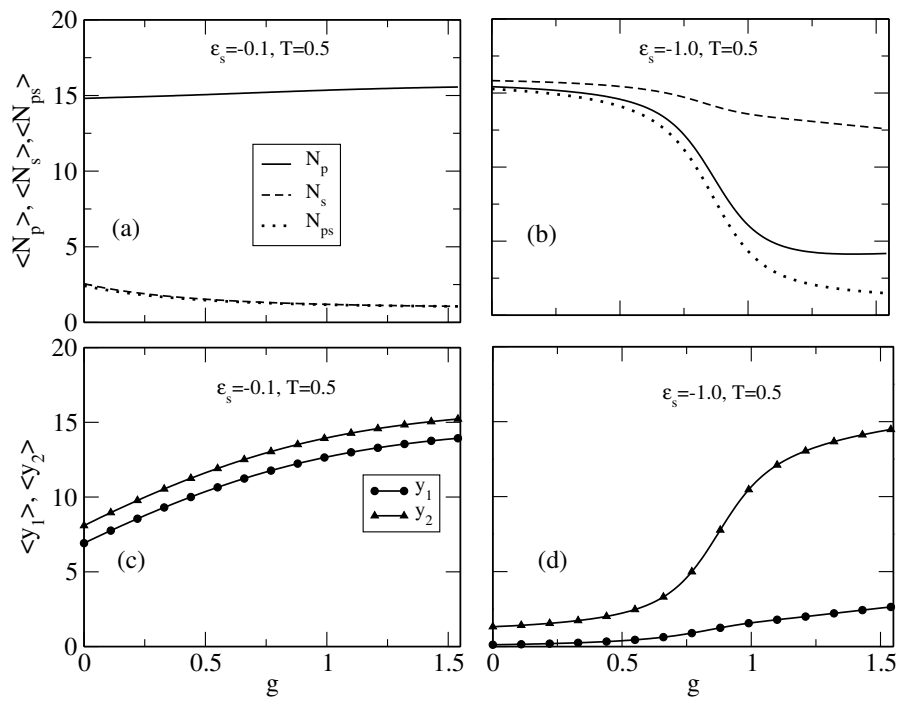 20
15
10
5
0
<N_p>, <N_s>,<N_ps>
ε_s=-0.1, T=0.5
N_p
N_s
N_ps
(a)
ε_s=-1.0, T=0.5
(b)
20
15
10
5
0
<y_1>, <y_2>
ε_s=-0.1, T=0.5
y_1
y_2
(c)
0 0.5 1 1.5
g
ε_s=-1.0, T=0.5
(d)
0 0.5 1 1.5
g